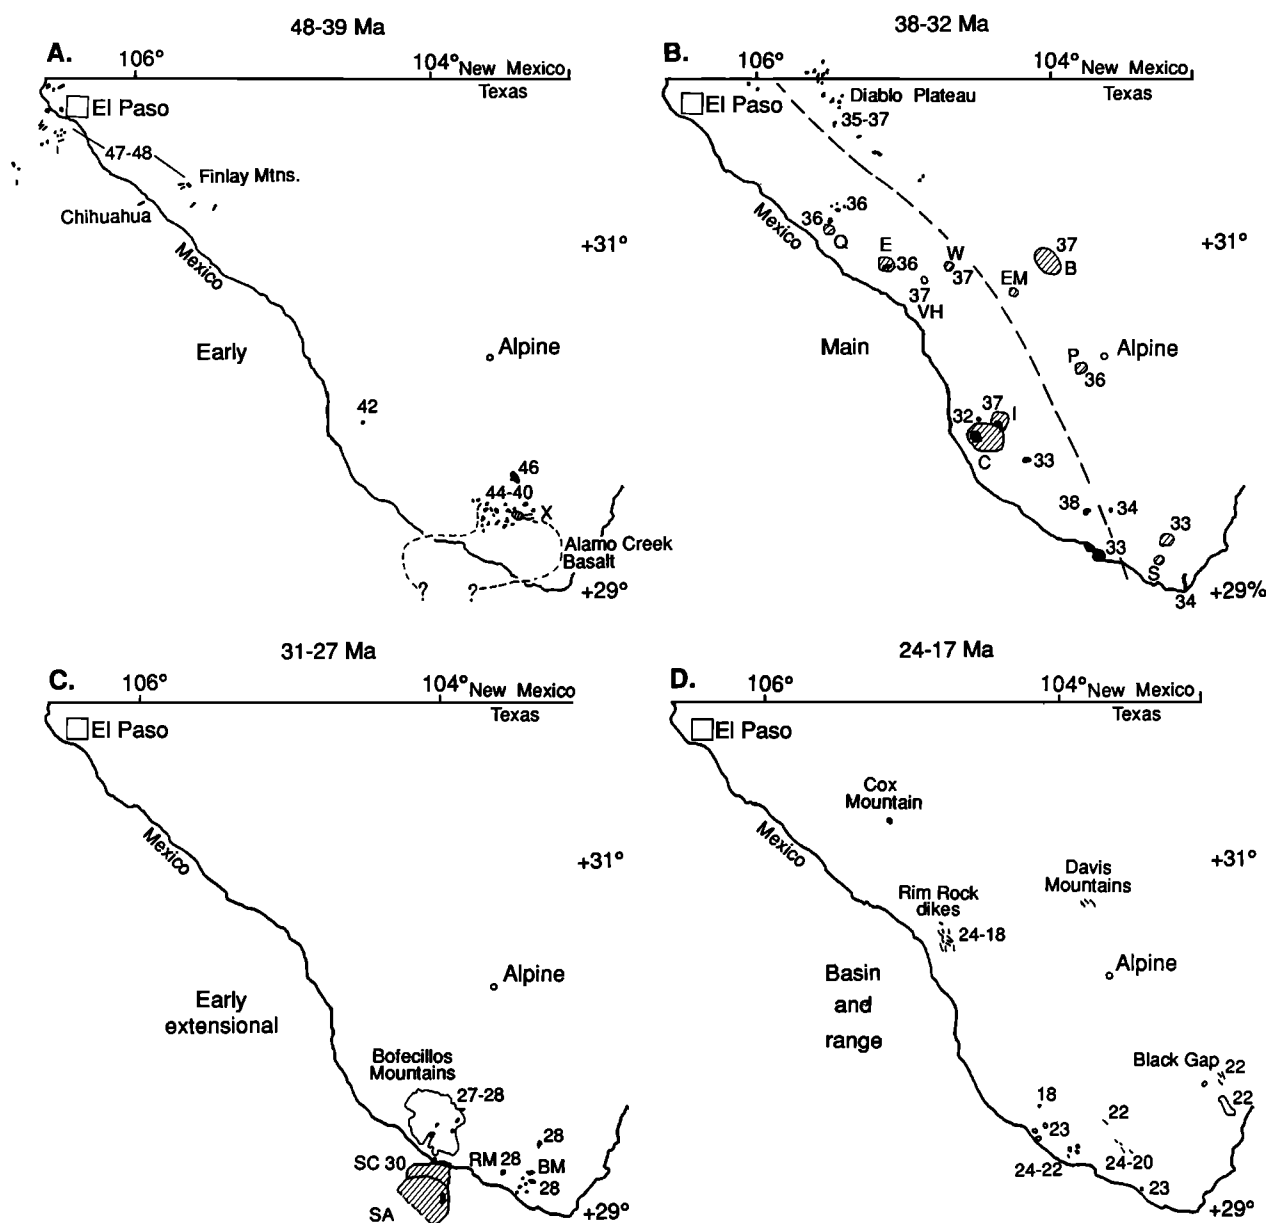 48-39 Ma
A.
106°
104°
New Mexico
Texas
El Paso
47-48
Finlay Mtns.
Chihuahua
Mexico
+31°
Early
Alpine
42
46
44-40
X
Alamo Creek
Basalt
?
?
+29°
38-32 Ma
B.
106°
104°
New Mexico
Texas
El Paso
Diablo Plateau
35-37
Mexico
36
36
Q
E
36
W
37
37
VH
37
B
EM
+31°
Main
P
36
Alpine
37
I
32
C
33
38
34
33
33
S
34
+29%
31-27 Ma
C.
106°
104°
New Mexico
Texas
El Paso
Mexico
+31°
Alpine
Early
extensional
Bofecillos
Mountains
27-28
28
SC 30
RM 28
BM
28
SA
+29°
24-17 Ma
D.
106°
104°
New Mexico
Texas
El Paso
Cox
Mountain
Mexico
+31°
Davis
Mountains
Rim Rock
dikes
24-18
Alpine
Basin
and
range
Black Gap
22
22
18
23
22
24-22
24-20
23
+29°